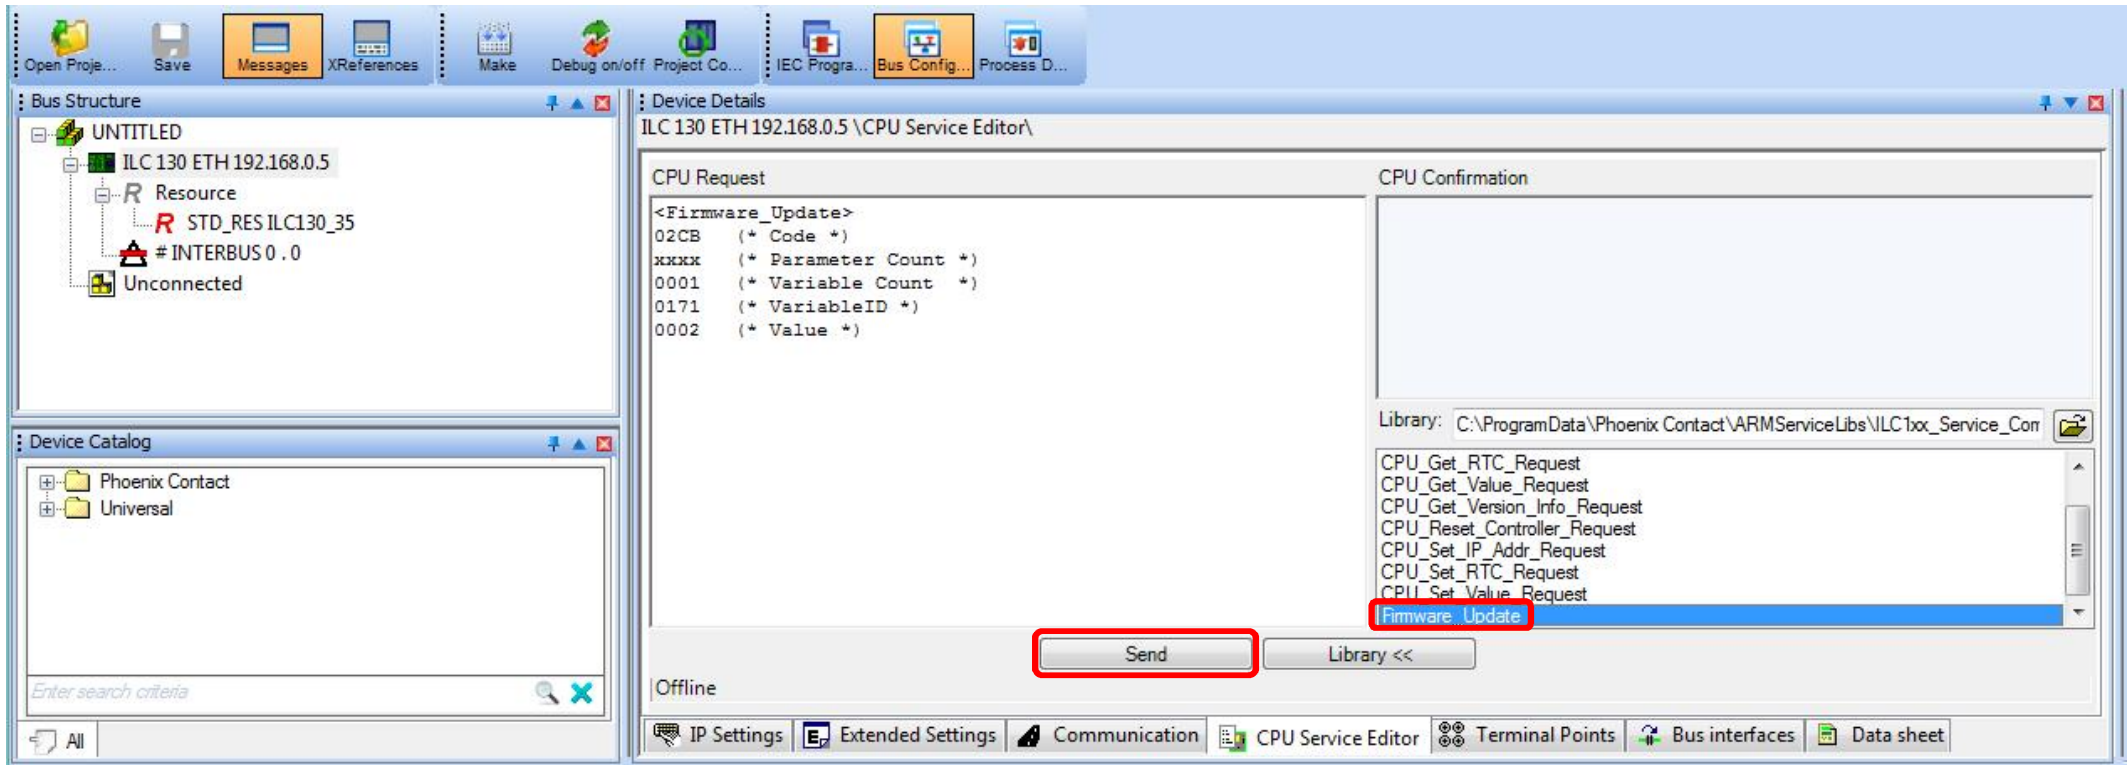 Open Proje... Save Messages XReferences Make Debug on/off Project Co... IEC Progra... Bus Config... Process D...
Bus Structure
UNTITLED
ILC 130 ETH 192.168.0.5
R Resource
R STD_RES ILC130_35
# INTERBUS 0 . 0
Unconnected
Device Catalog
Phoenix Contact
Universal
Enter search criteria
All
Device Details
ILC 130 ETH 192.168.0.5 \CPU Service Editor\
CPU Request
<Firmware_Update>
02CB (* Code *)
xxxx (* Parameter Count *)
0001 (* Variable Count *)
0171 (* VariableID *)
0002 (* Value *)
CPU Confirmation
Library: C:\ProgramData\Phoenix Contact\ARMServiceLibs\ILC1xx_Service_Com
CPU_Get_RTC_Request
CPU_Get_Value_Request
CPU_Get_Version_Info_Request
CPU_Reset_Controller_Request
CPU_Set_IP_Addr_Request
CPU_Set_RTC_Request
CPU_Set_Value_Request
Firmware_Update
Send Library <<
Offline
IP Settings Extended Settings Communication CPU Service Editor Terminal Points Bus interfaces Data sheet